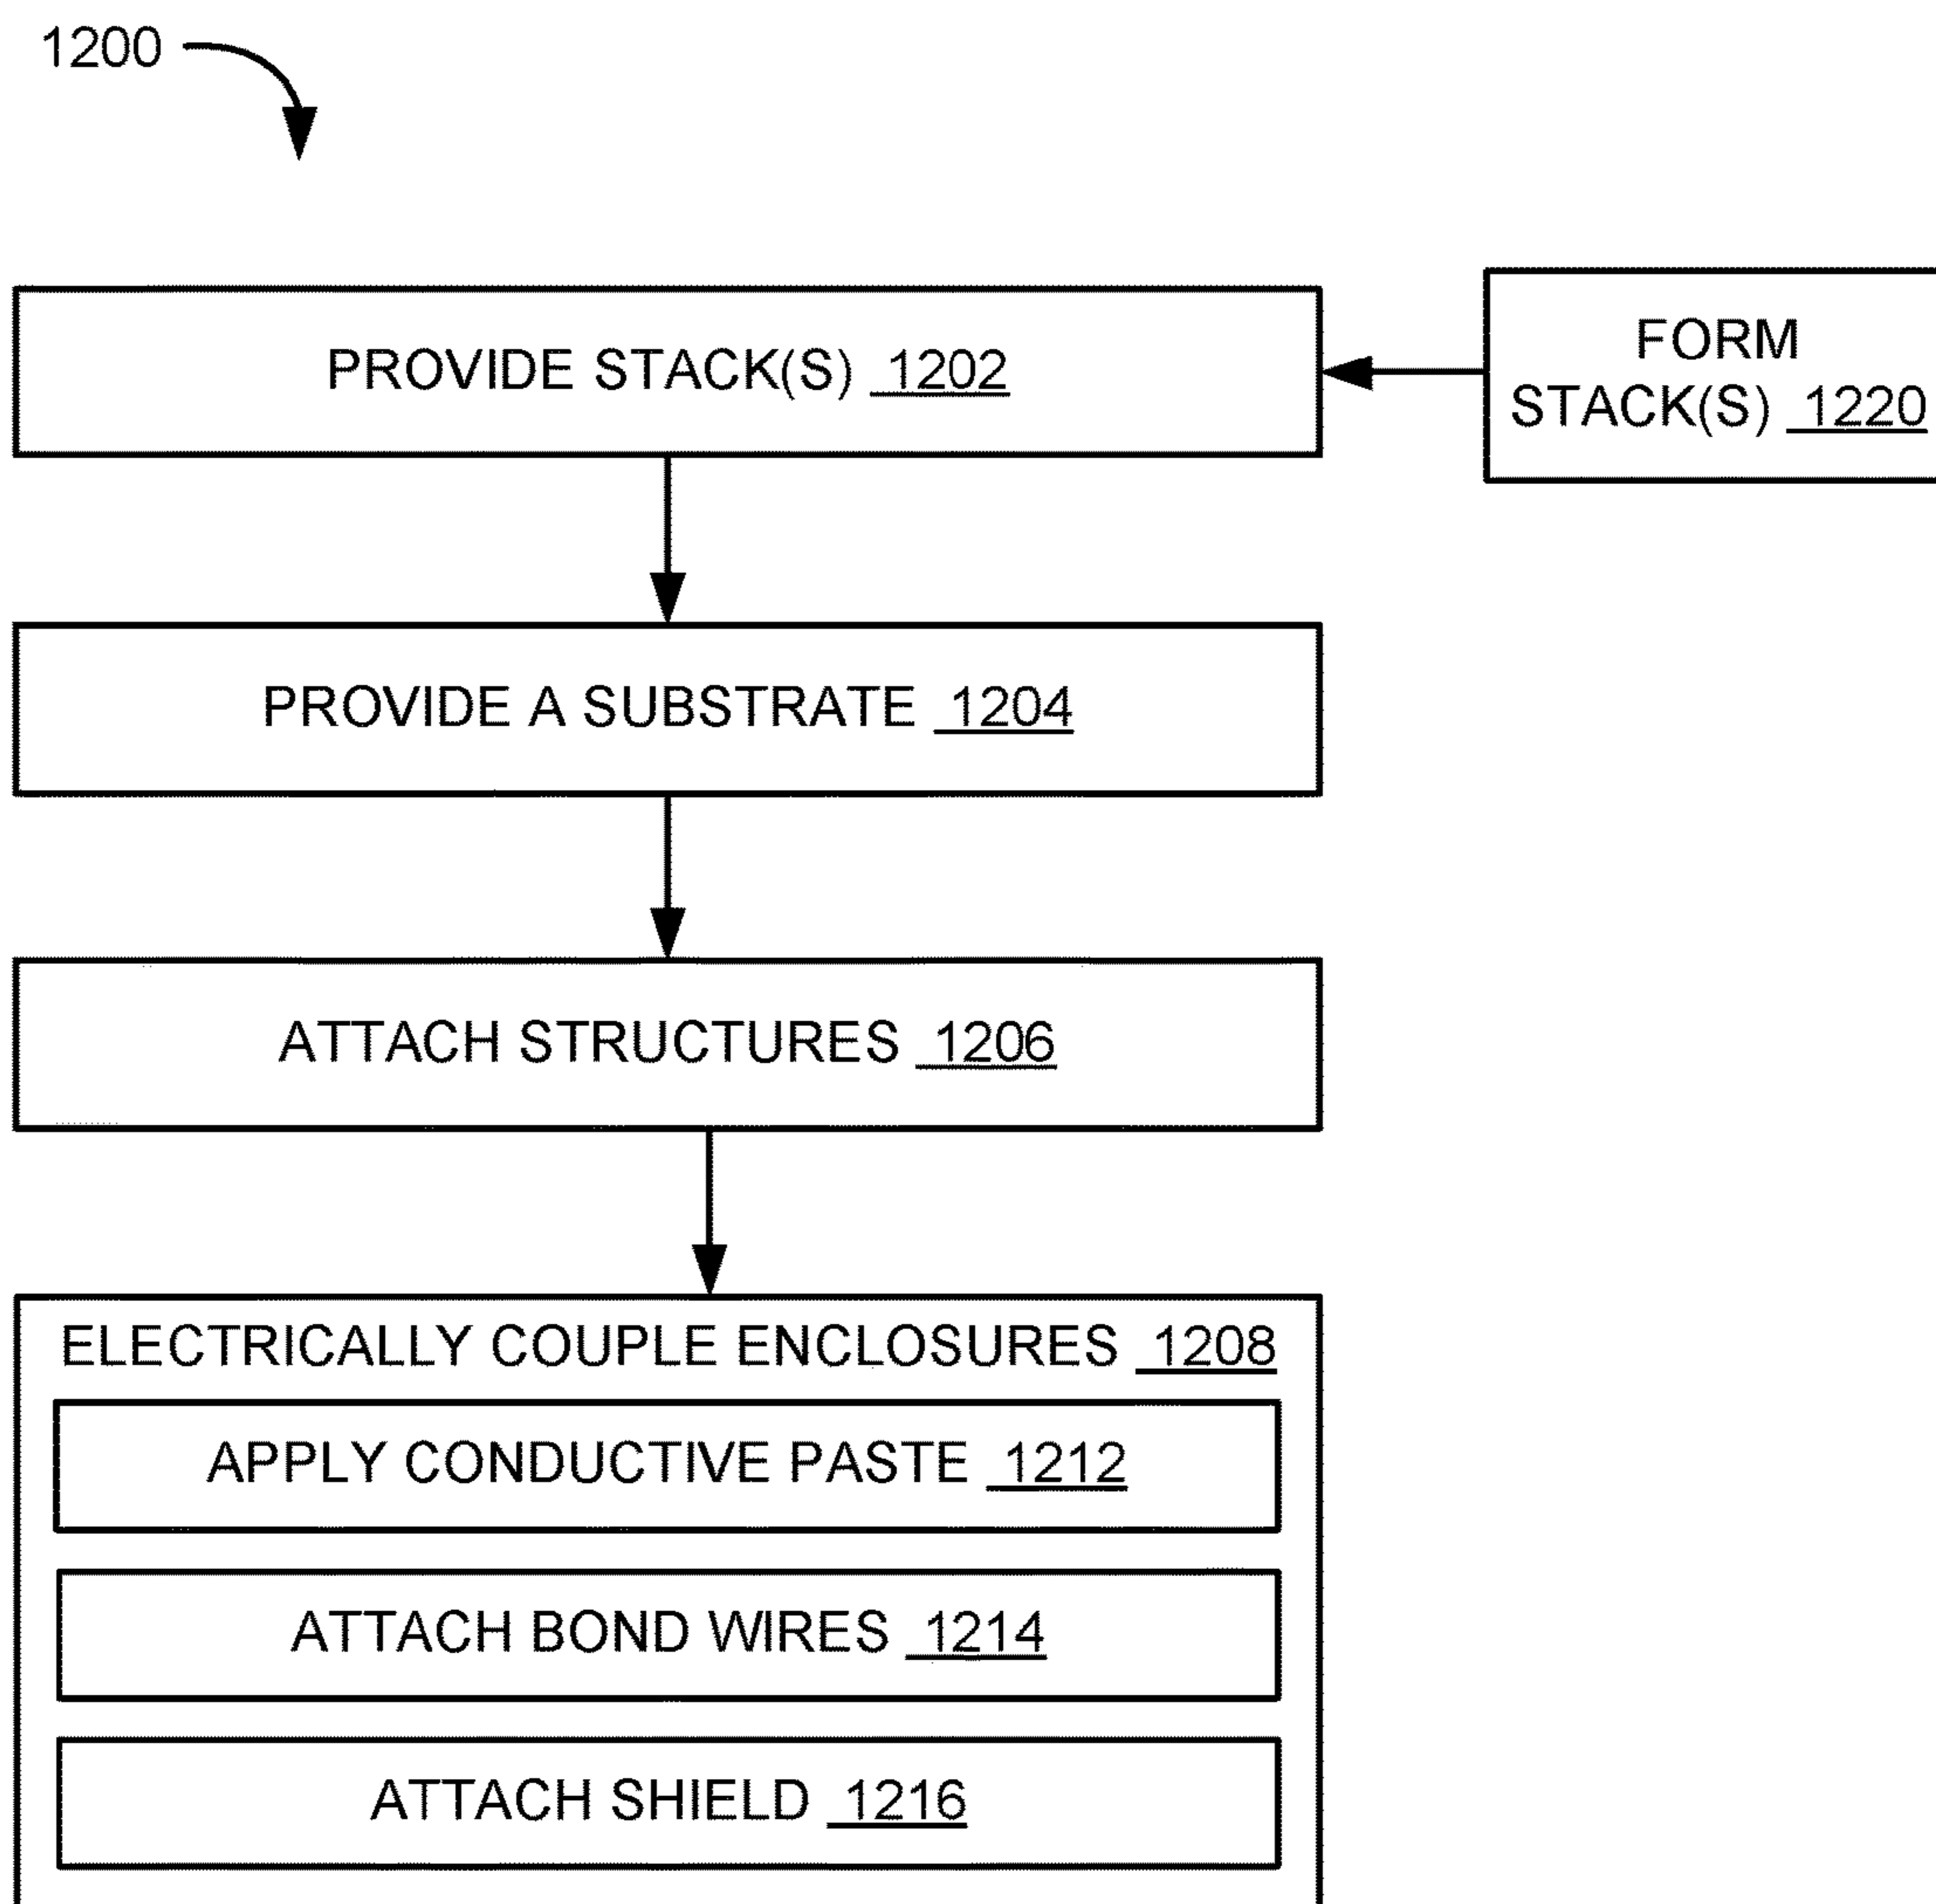 1200
PROVIDE STACK(S) 1202
FORM
STACK(S) 1220
PROVIDE A SUBSTRATE 1204
ATTACH STRUCTURES 1206
ELECTRICALLY COUPLE ENCLOSURES 1208
APPLY CONDUCTIVE PASTE 1212
ATTACH BOND WIRES 1214
ATTACH SHIELD 1216